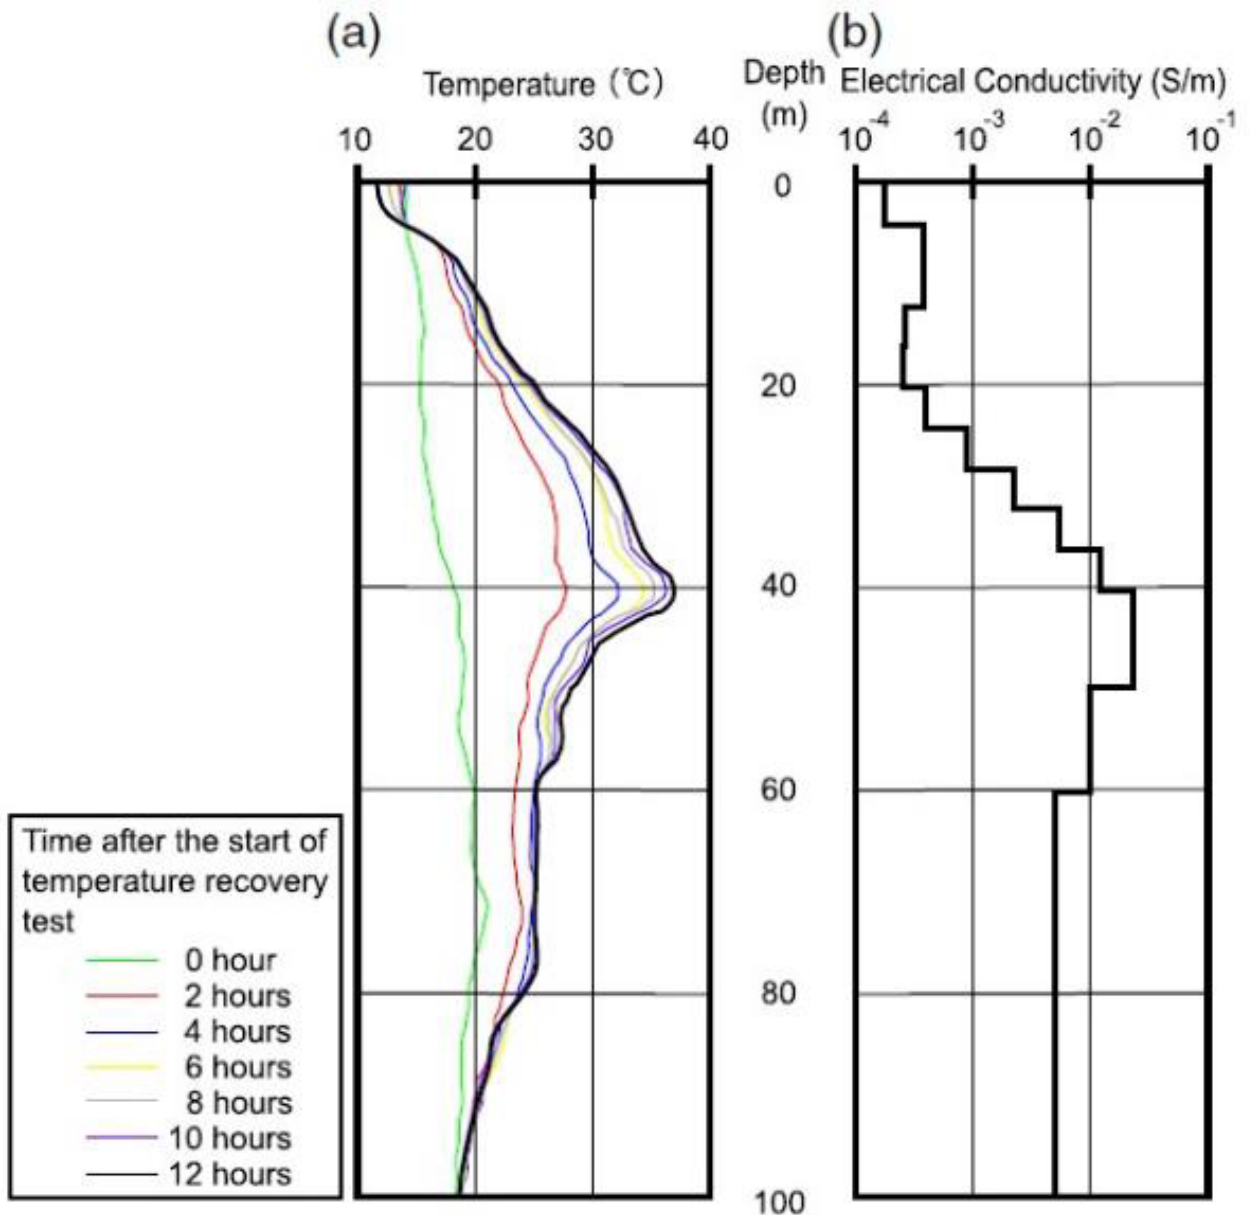 (a)
Temperature (℃)
10 20 30 40
Depth
(m)
0
20
40
60
80
100
(b)
Electrical Conductivity (S/m)
10-4 10-3 10-2 10-1
Time after the start of
temperature recovery
test
0 hour
2 hours
4 hours
6 hours
8 hours
10 hours
12 hours